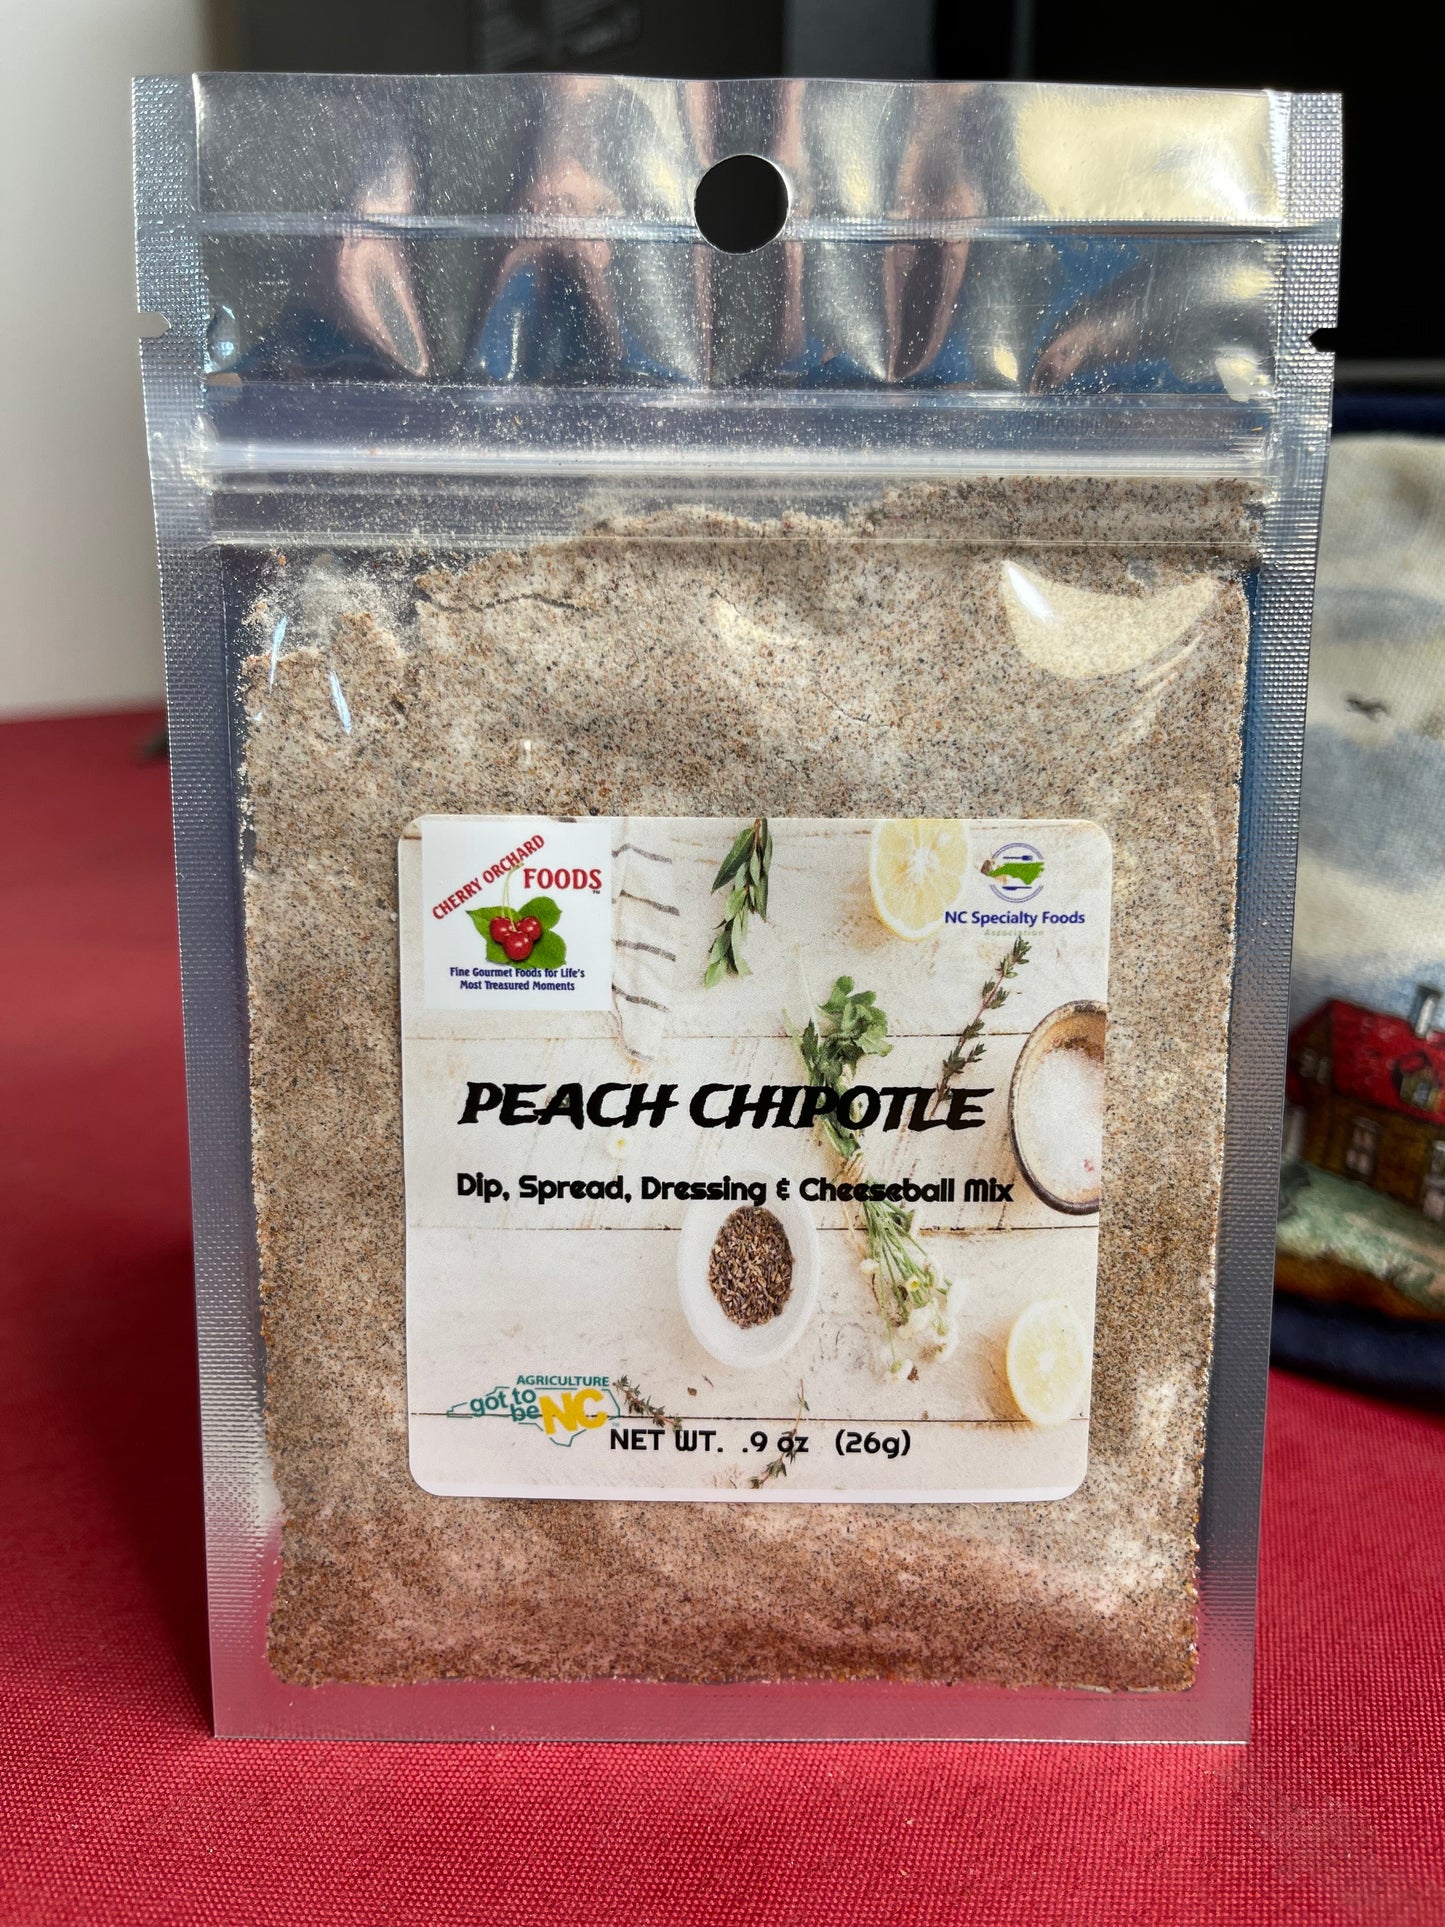 CHERRY ORCHARD
FOODS
TM
Fine Gourmet Foods for Life's
Most Treasured Moments
NC Specialty Foods
Association
PEACH CHIPOTLE
Dip, Spread, Dressing & Cheeseball Mix
AGRICULTURE
got to
be NC
NET WT. .9 oz (26g)